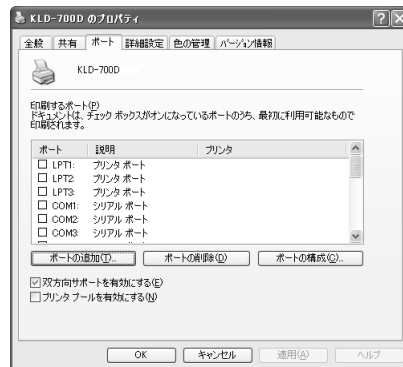 KLD-700D のプロパティ
全般 共有 ポート 詳細設定 色の管理 バージョン情報
KLD-700D
印刷するポート(P)
ドキュメントは、チェック ボックスがオンになっているポートのうち、最初に利用可能なもので
印刷されます。
ポート 説明 プリンタ
LPT1: プリンタ ポート
LPT2: プリンタ ポート
LPT3: プリンタ ポート
COM1: シリアル ポート
COM2: シリアル ポート
COM3: シリアル ポート
ポートの追加(T)... ポートの削除(D) ポートの構成(C)...
双方向サポートを有効にする(E)
プリンタ プールを有効にする(N)
OK キャンセル 適用(A) ヘルプ